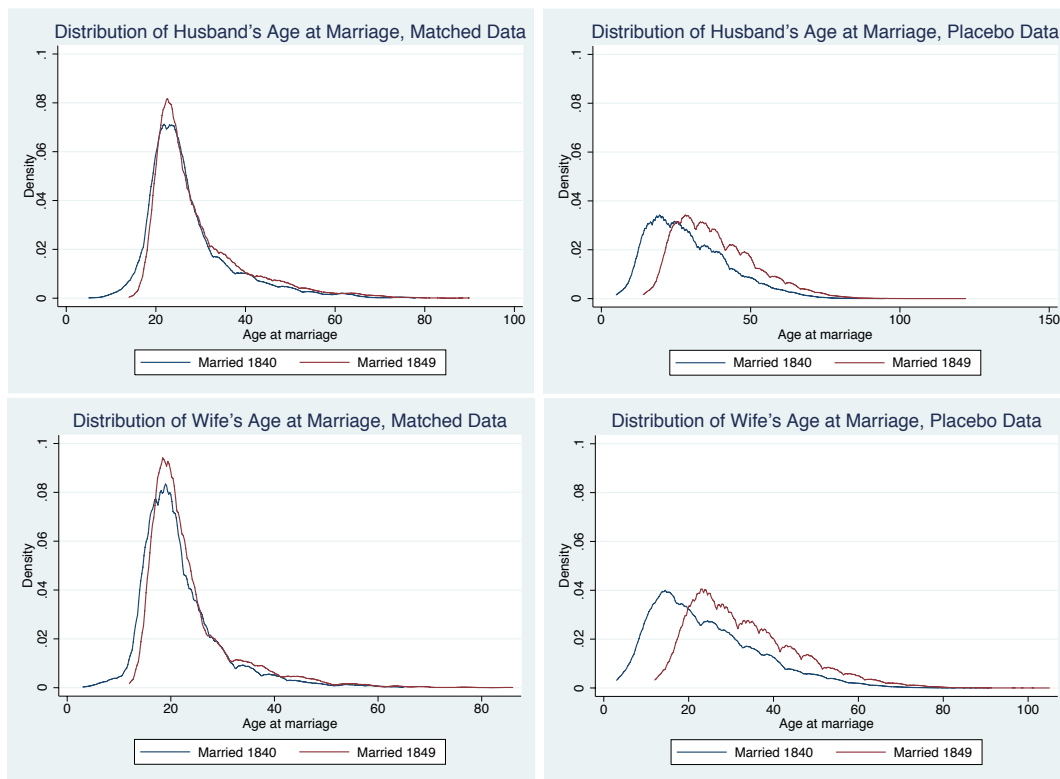 Distribution of Husband's Age at Marriage, Matched Data
.1
.08
.06
.04
.02
0
Density
0 20 40 60 80 100
Age at marriage
Married 1840 Married 1849
Distribution of Husband's Age at Marriage, Placebo Data
.1
.08
.06
.04
.02
0
Density
0 50 100 150
Age at marriage
Married 1840 Married 1849
Distribution of Wife's Age at Marriage, Matched Data
.1
.08
.06
.04
.02
0
Density
0 20 40 60 80
Age at marriage
Married 1840 Married 1849
Distribution of Wife's Age at Marriage, Placebo Data
.1
.08
.06
.04
.02
0
Density
0 20 40 60 80 100
Age at marriage
Married 1840 Married 1849